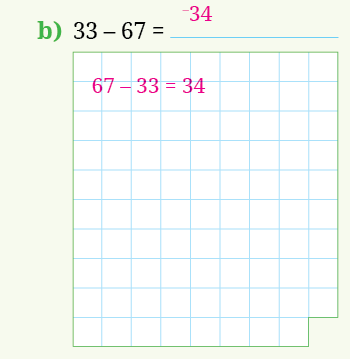 b) 33 – 67 = ⁻34
67 – 33 = 34